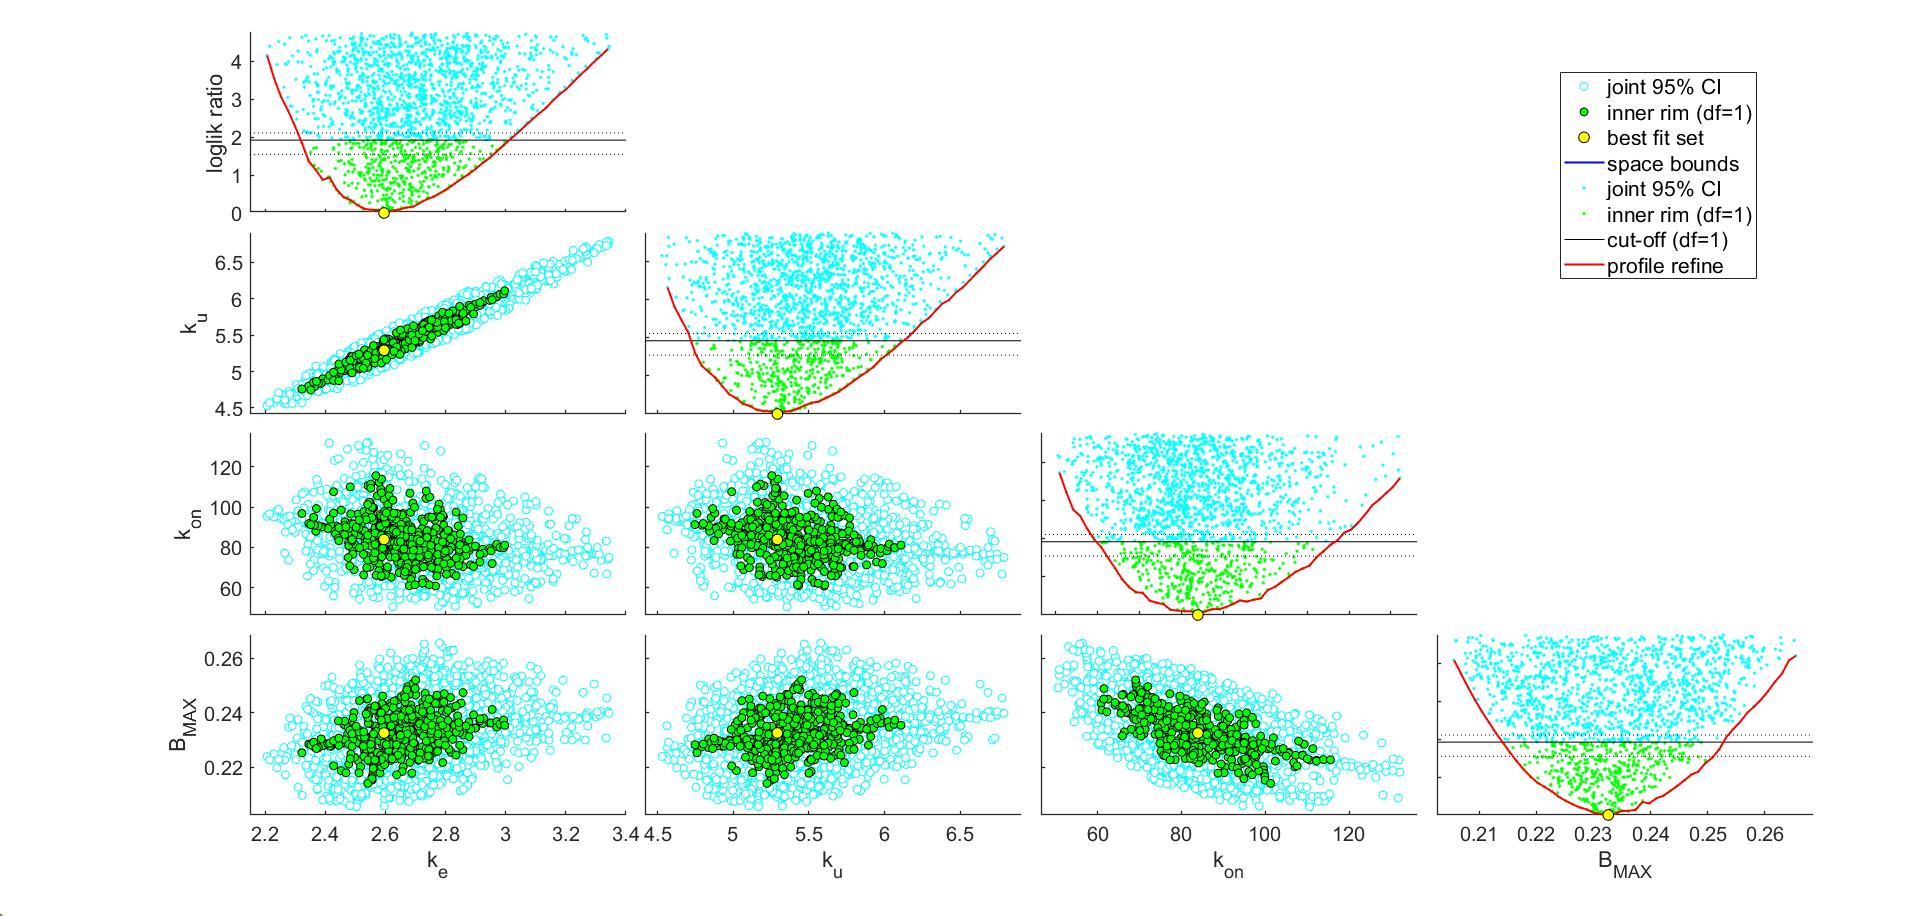 loglik ratio
4
3
2
1
0
joint 95% CI
inner rim (df=1)
best fit set
space bounds
joint 95% CI
inner rim (df=1)
cut-off (df=1)
profile refine
k_u
6.5
6
5.5
5
4.5
k_on
120
100
80
60
B_MAX
0.26
0.24
0.22
2.2 2.4 2.6 2.8 3 3.2 3.4
k_e
4.5 5 5.5 6 6.5
k_u
60 80 100 120
k_on
0.21 0.22 0.23 0.24 0.25 0.26
B_MAX